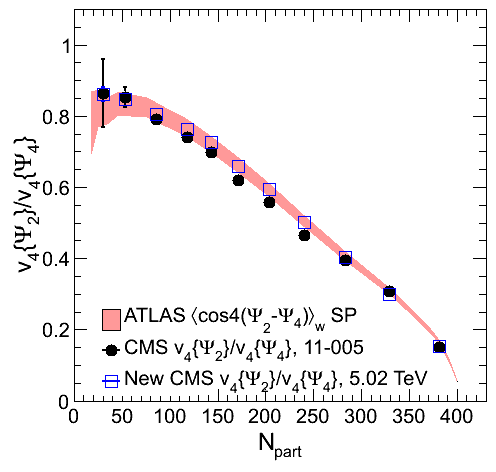 1
0.8
0.6
0.4
0.2
0
v₄{Ψ₂}/v₄{Ψ₄}
ATLAS ⟨cos4(Ψ₂-Ψ₄)⟩w SP
CMS v₄{Ψ₂}/v₄{Ψ₄}, 11-005
New CMS v₄{Ψ₂}/v₄{Ψ₄}, 5.02 TeV
0 50 100 150 200 250 300 350 400
Npart